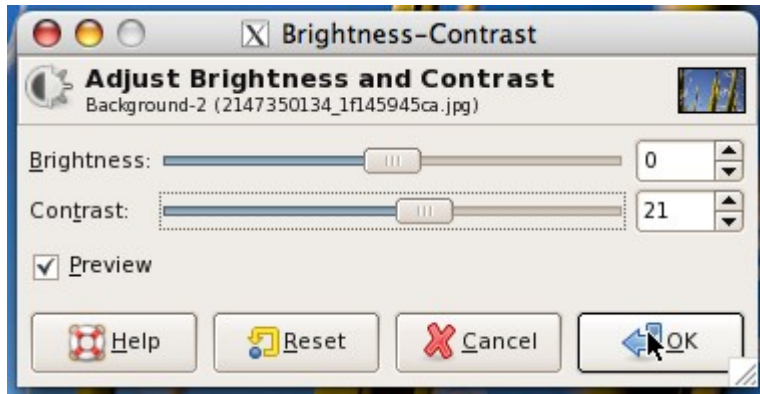 Brightness-Contrast
Adjust Brightness and Contrast
Background-2 (2147350134_1f145945ca.jpg)
Brightness: 0
Contrast: 21
Preview
Help Reset Cancel OK